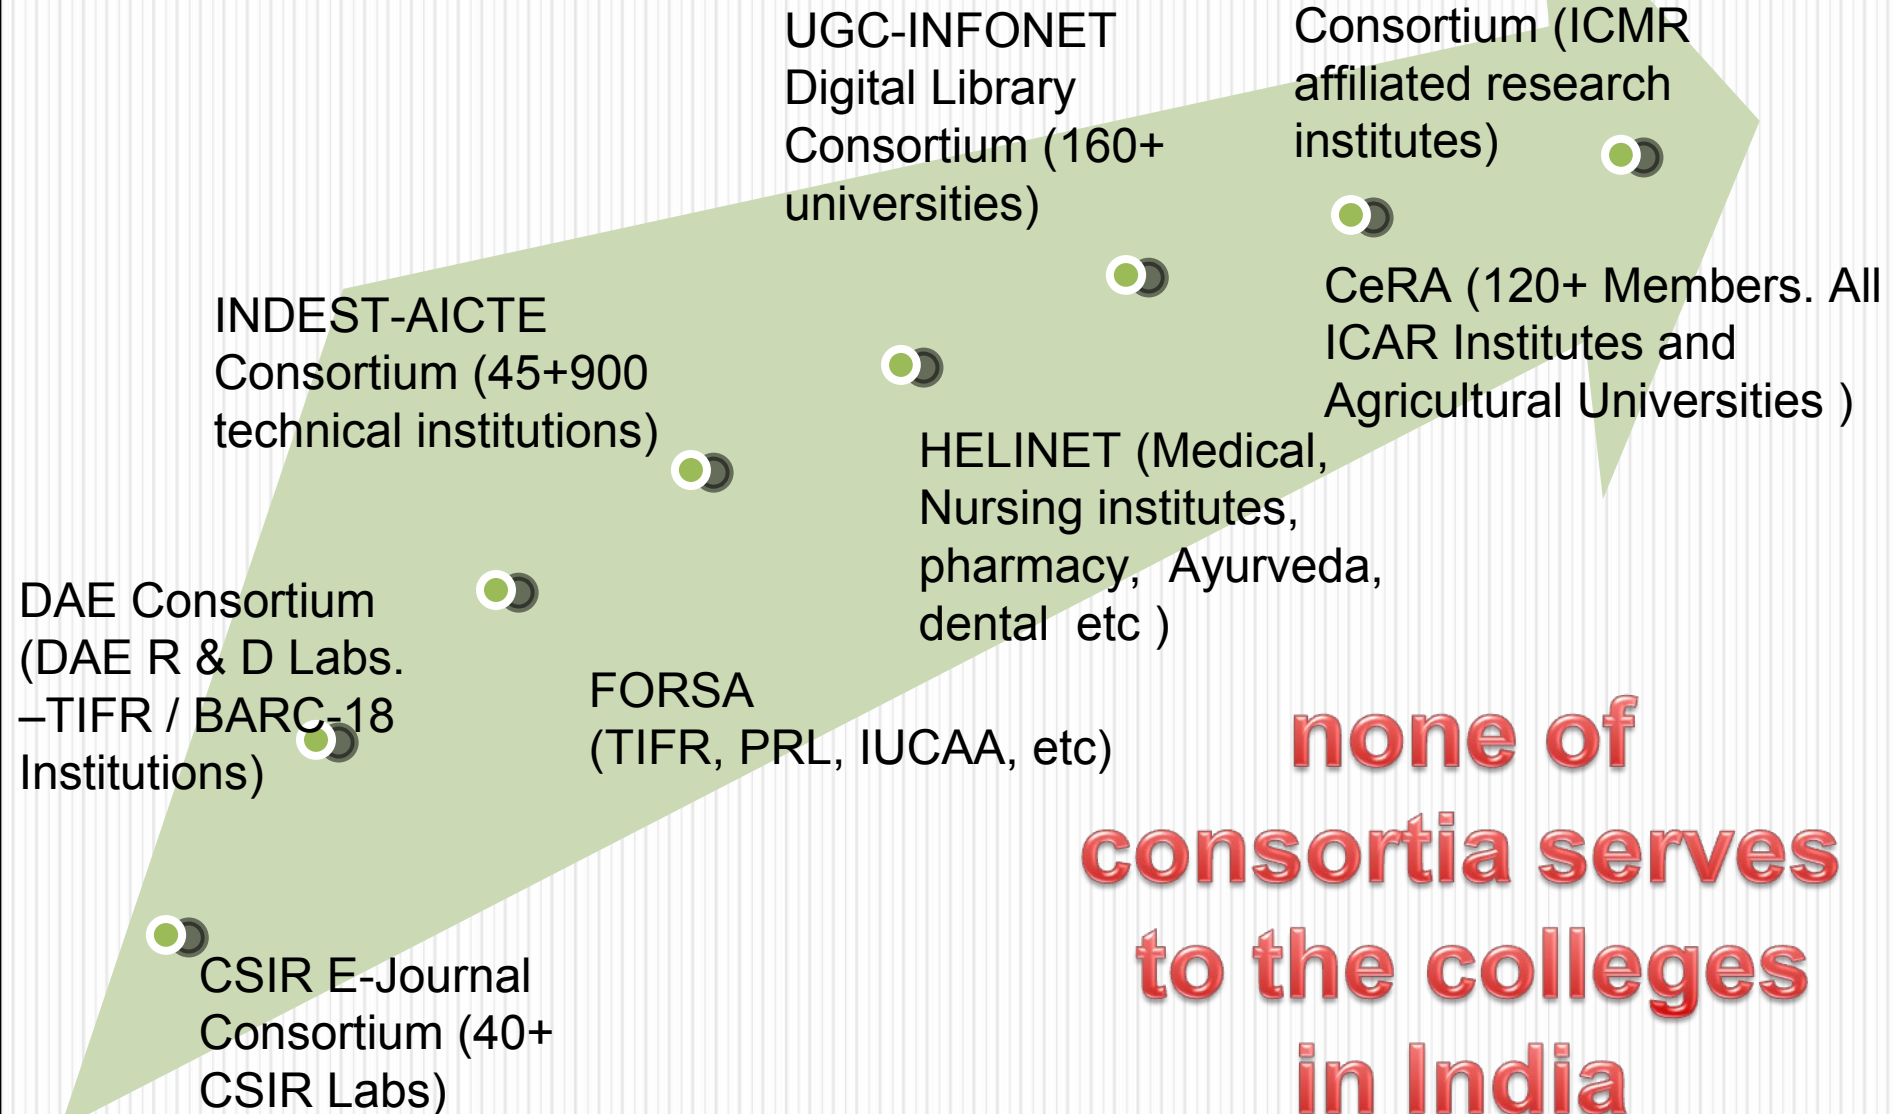 UGC-INFONET
Digital Library
Consortium (160+
universities)
Consortium (ICMR
affiliated research
institutes)
INDEST-AICTE
Consortium (45+900
technical institutions)
CeRA (120+ Members. All
ICAR Institutes and
Agricultural Universities )
HELINET (Medical,
Nursing institutes,
pharmacy,  Ayurveda,
dental  etc )
DAE Consortium
(DAE R & D Labs.
–TIFR / BARC-18
Institutions)
FORSA
(TIFR, PRL, IUCAA, etc)
CSIR E-Journal
Consortium (40+
CSIR Labs)
none of
consortia serves
to the colleges
in India